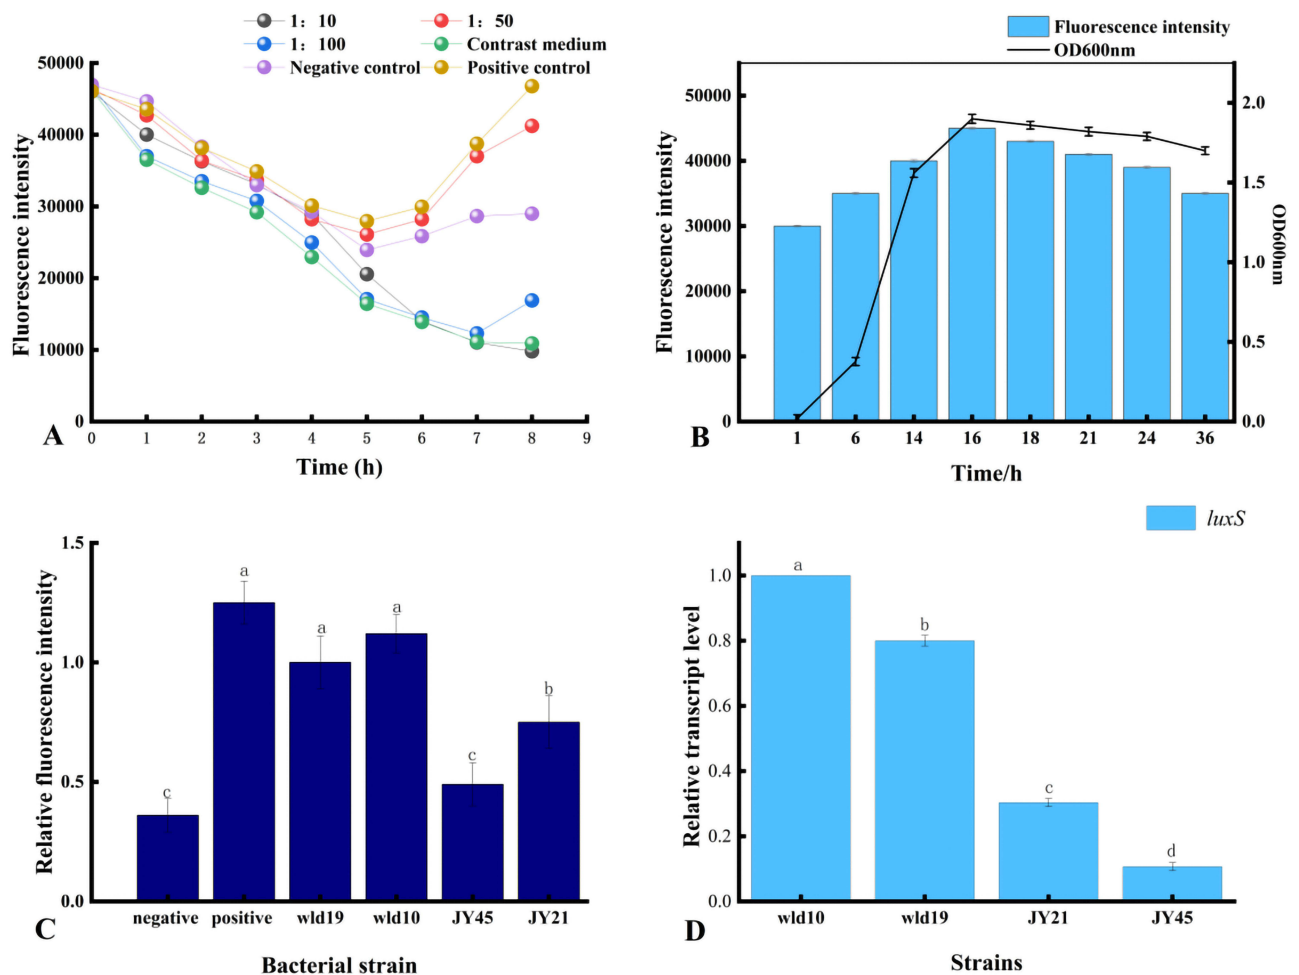 1： 10
1： 50
1： 100
Contrast medium
Negative control
Positive control
50000
40000
30000
20000
10000
0
Fluorescence intensity
0 1 2 3 4 5 6 7 8 9
Time (h)
A
Fluorescence intensity
OD600nm
50000
40000
30000
20000
10000
0
Fluorescence intensity
2.0
1.5
1.0
0.5
0.0
OD600nm
1 6 14 16 18 21 24 36
Time/h
B
1.5
1.0
0.5
0.0
Relative fluorescence intensity
c
a
a
a
c
b
negative positive wld19 wld10 JY45 JY21
Bacterial strain
C
luxS
1.0
0.8
0.6
0.4
0.2
0.0
Relative transcript level
a
b
c
d
wld10 wld19 JY21 JY45
Strains
D